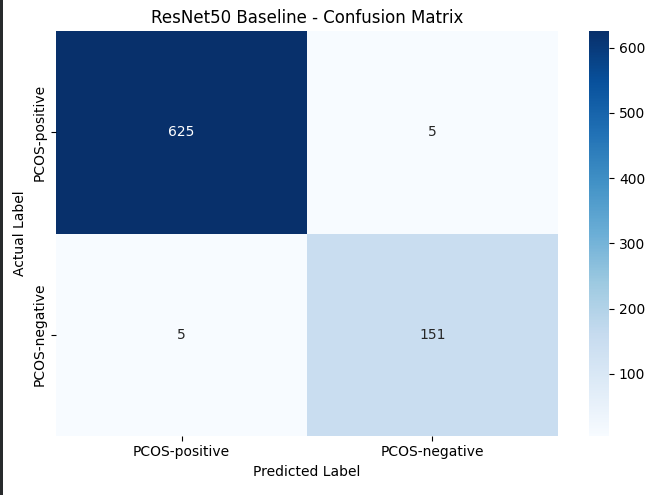 ResNet50 Baseline - Confusion Matrix
PCOS-positive
625
5
PCOS-negative
5
151
Actual Label
PCOS-positive
PCOS-negative
Predicted Label
600
500
400
300
200
100